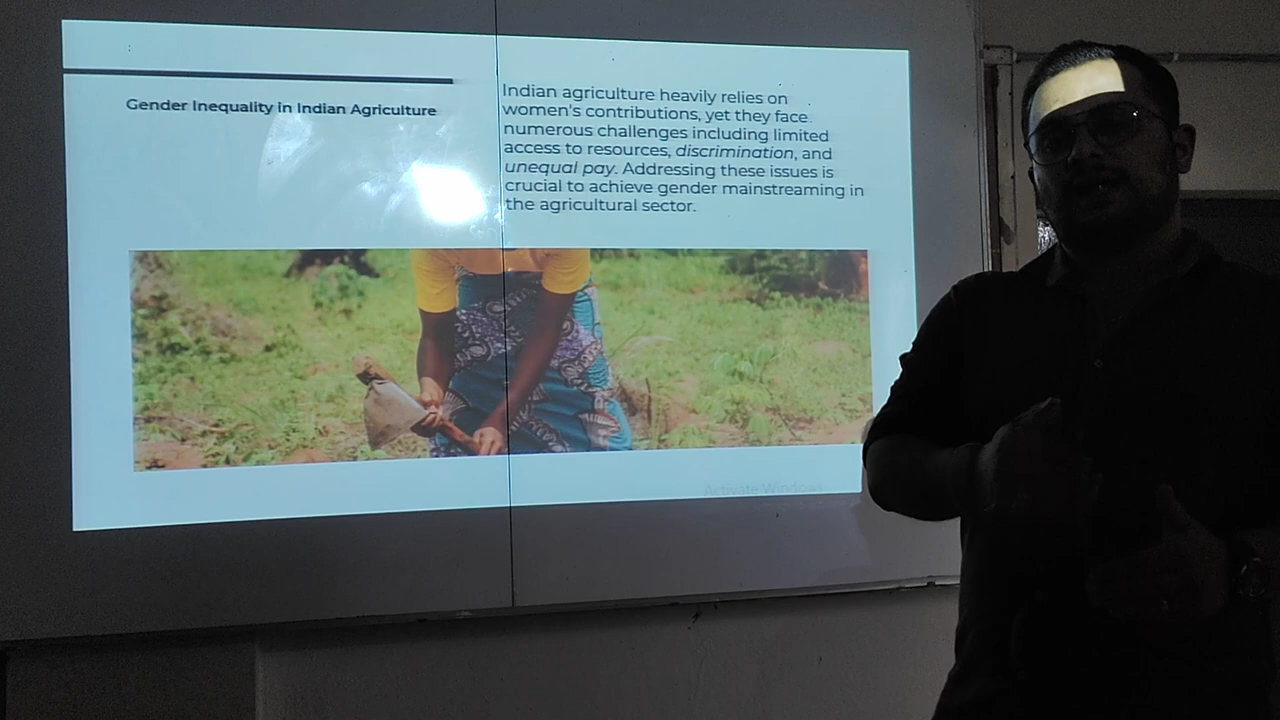 Gender Inequality in Indian Agriculture
Indian agriculture heavily relies on
women's contributions, yet they face
numerous challenges including limited
access to resources, discrimination, and
unequal pay. Addressing these issues is
crucial to achieve gender mainstreaming in
the agricultural sector.
Activate Windows